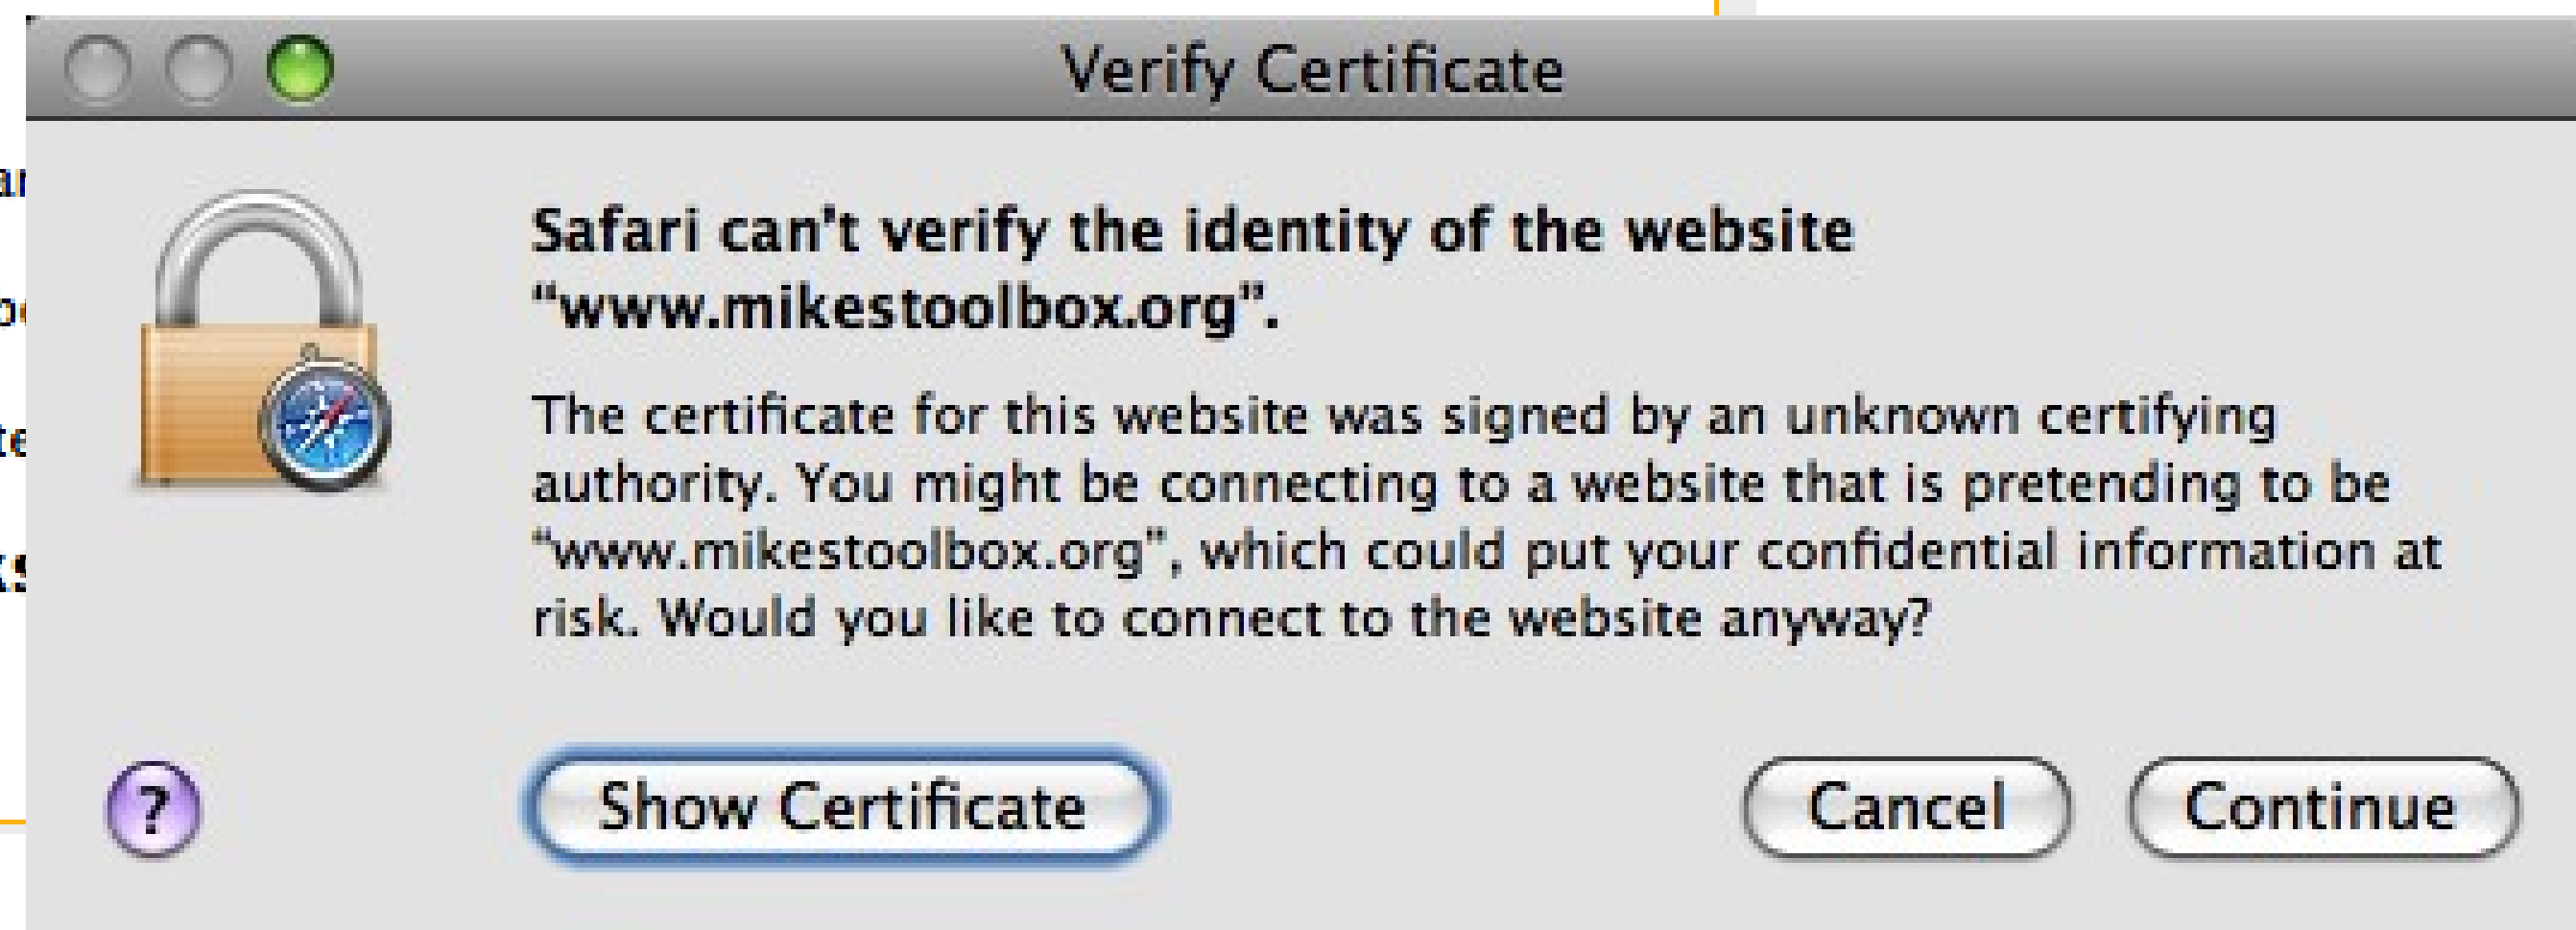 Verify Certificate
Safari can't verify the identity of the website
“www.mikestoolbox.org”.
The certificate for this website was signed by an unknown certifying
authority. You might be connecting to a website that is pretending to be
“www.mikestoolbox.org”, which could put your confidential information at
risk. Would you like to connect to the website anyway?
?
Show Certificate
Cancel
Continue